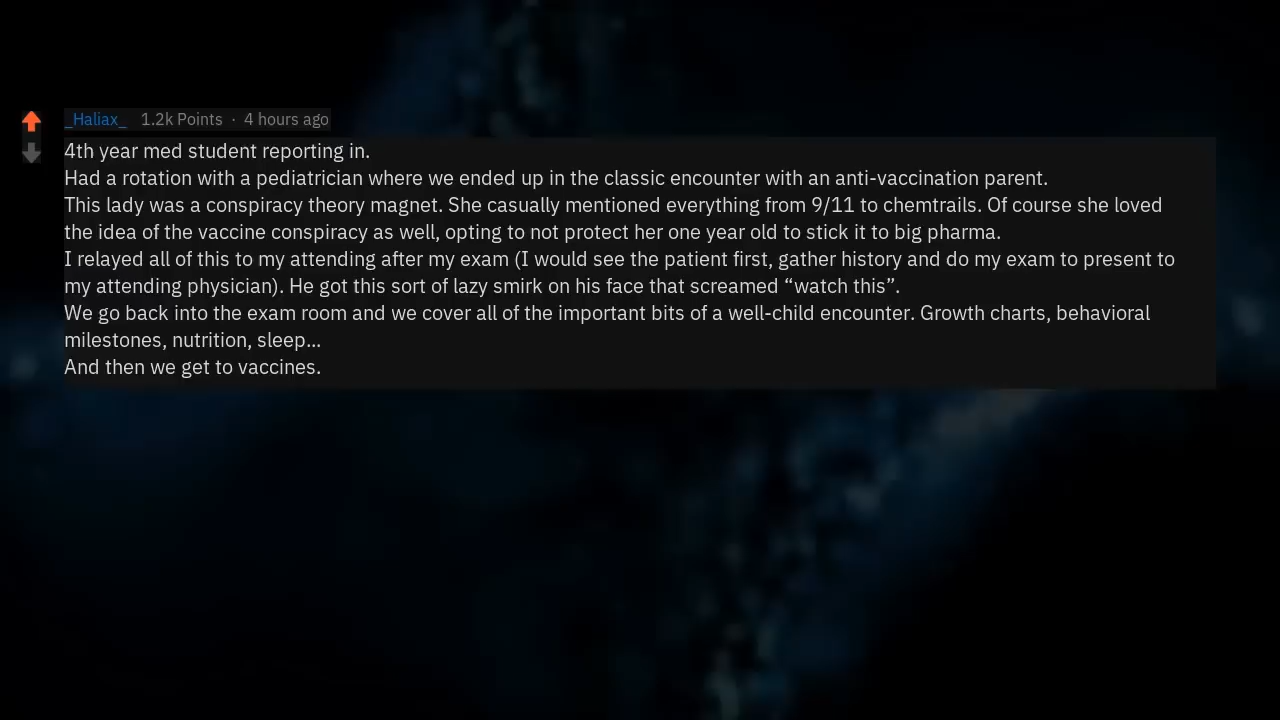 _Haliax_ 1.2k Points · 4 hours ago
4th year med student reporting in.
Had a rotation with a pediatrician where we ended up in the classic encounter with an anti-vaccination parent.
This lady was a conspiracy theory magnet. She casually mentioned everything from 9/11 to chemtrails. Of course she loved
the idea of the vaccine conspiracy as well, opting to not protect her one year old to stick it to big pharma.
I relayed all of this to my attending after my exam (I would see the patient first, gather history and do my exam to present to
my attending physician). He got this sort of lazy smirk on his face that screamed “watch this”.
We go back into the exam room and we cover all of the important bits of a well-child encounter. Growth charts, behavioral
milestones, nutrition, sleep...
And then we get to vaccines.